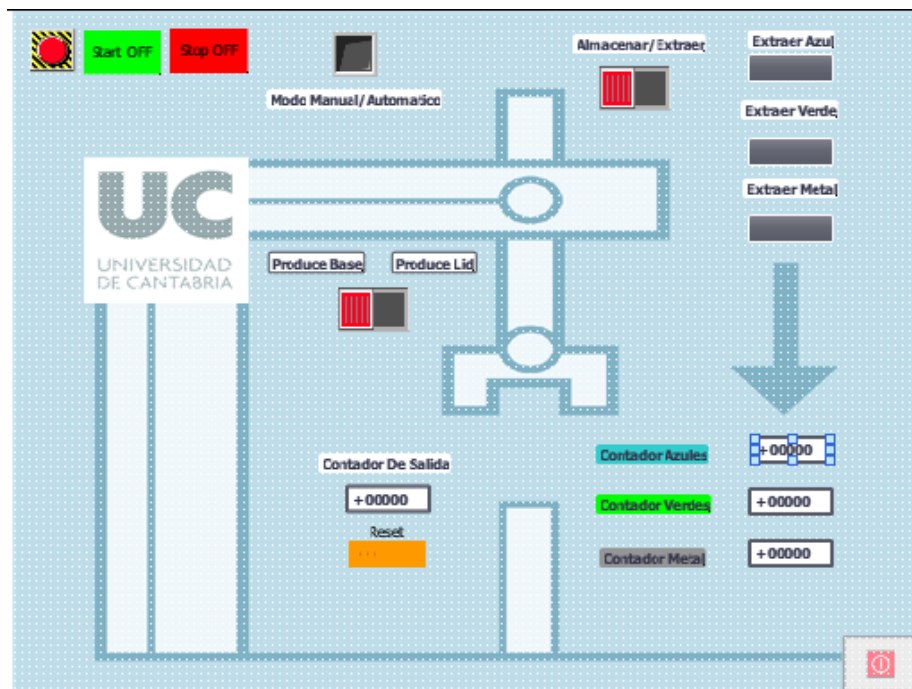 Start OFF
Stop OFF
Modo Manual/Automatico
Almacenar/Extraer
Extraer Azul
Extraer Verde
Extraer Metal
UC
UNIVERSIDAD
DE CANTABRIA
Produce Base
Produce Lid
Contador De Salida
+00000
Reset
Contador Azules
+00000
Contador Verdes
+00000
Contador Metal
+00000